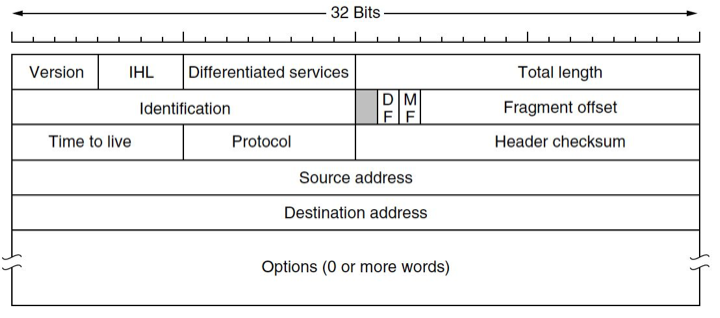 32 Bits
Version IHL Differentiated services Total length
Identification DF MF Fragment offset
Time to live Protocol Header checksum
Source address
Destination address
Options (0 or more words)